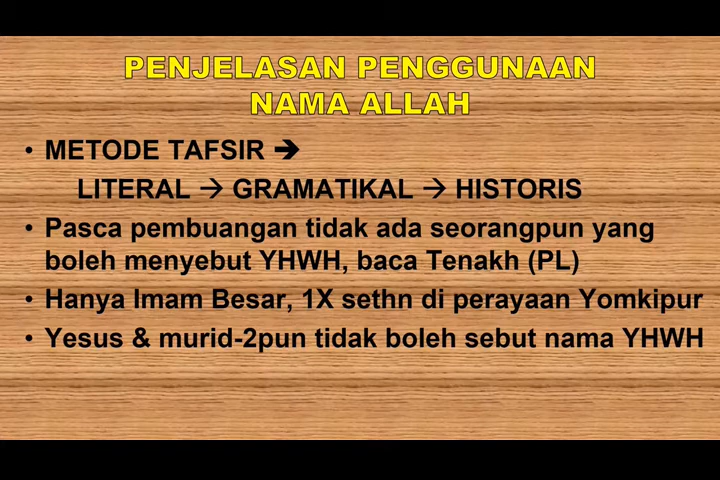 PENJELASAN PENGGUNAAN
NAMA ALLAH
• METODE TAFSIR ➔
LITERAL → GRAMATIKAL → HISTORIS
• Pasca pembuangan tidak ada seorangpun yang
boleh menyebut YHWH, baca Tenakh (PL)
• Hanya Imam Besar, 1X sethn di perayaan Yomkipur
• Yesus & murid-2pun tidak boleh sebut nama YHWH